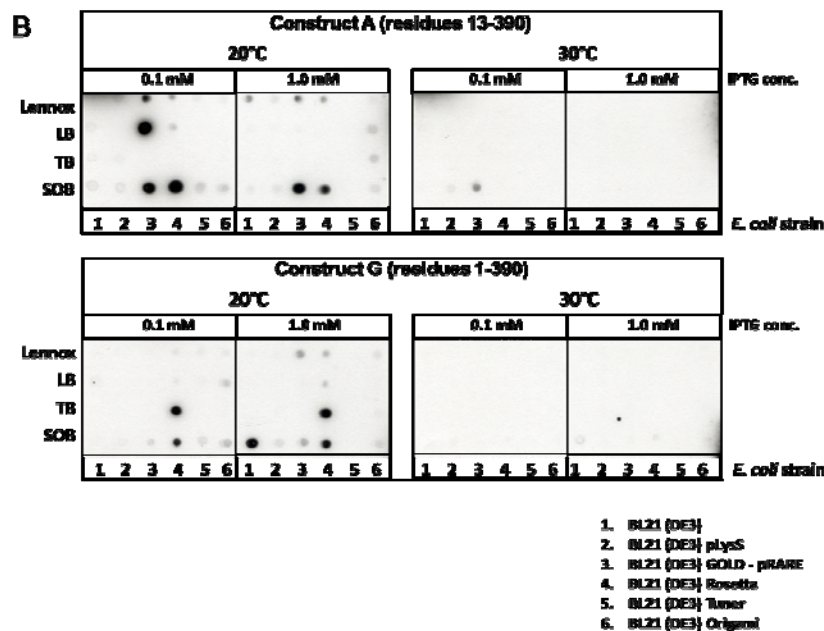 B
Construct A (residues 13-390)
20°C 30°C
0.1 mM 1.0 mM 0.1 mM 1.0 mM IPTG conc.
Lennox
LB
TB
SOB
1 2 3 4 5 6 1 2 3 4 5 6 1 2 3 4 5 6 1 2 3 4 5 6 E. coli strain
Construct G (residues 1-390)
20°C 30°C
0.1 mM 1.0 mM 0.1 mM 1.0 mM IPTG conc.
Lennox
LB
TB
SOB
1 2 3 4 5 6 1 2 3 4 5 6 1 2 3 4 5 6 1 2 3 4 5 6 E. coli strain
1. BL21 (DE3)
2. BL21 (DE3) pLysS
3. BL21 (DE3) GOLD - pRARE
4. BL21 (DE3) Rosetta
5. BL21 (DE3) Tuner
6. BL21 (DE3) Origami